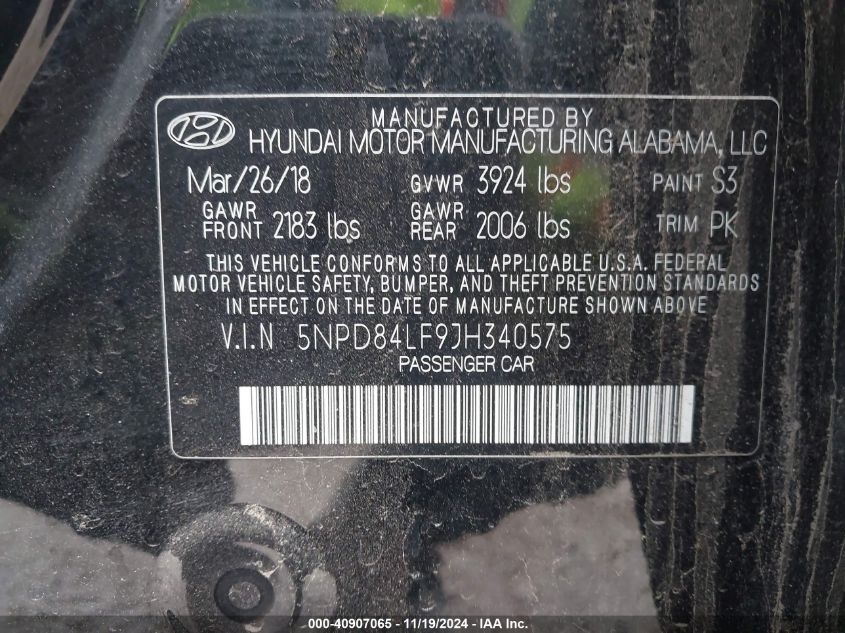 MANUFACTURED BY
HYUNDAI MOTOR MANUFACTURING ALABAMA, LLC
Mar/26/18 GVWR 3924 lbs PAINT S3
GAWR FRONT 2183 lbs GAWR REAR 2006 lbs TRIM PK
THIS VEHICLE CONFORMS TO ALL APPLICABLE U.S.A. FEDERAL
MOTOR VEHICLE SAFETY, BUMPER, AND THEFT PREVENTION STANDARDS
IN EFFECT ON THE DATE OF MANUFACTURE SHOWN ABOVE
V.I.N 5NPD84LF9JH340575
PASSENGER CAR
000-40907065 - 11/19/2024 - IAA Inc.